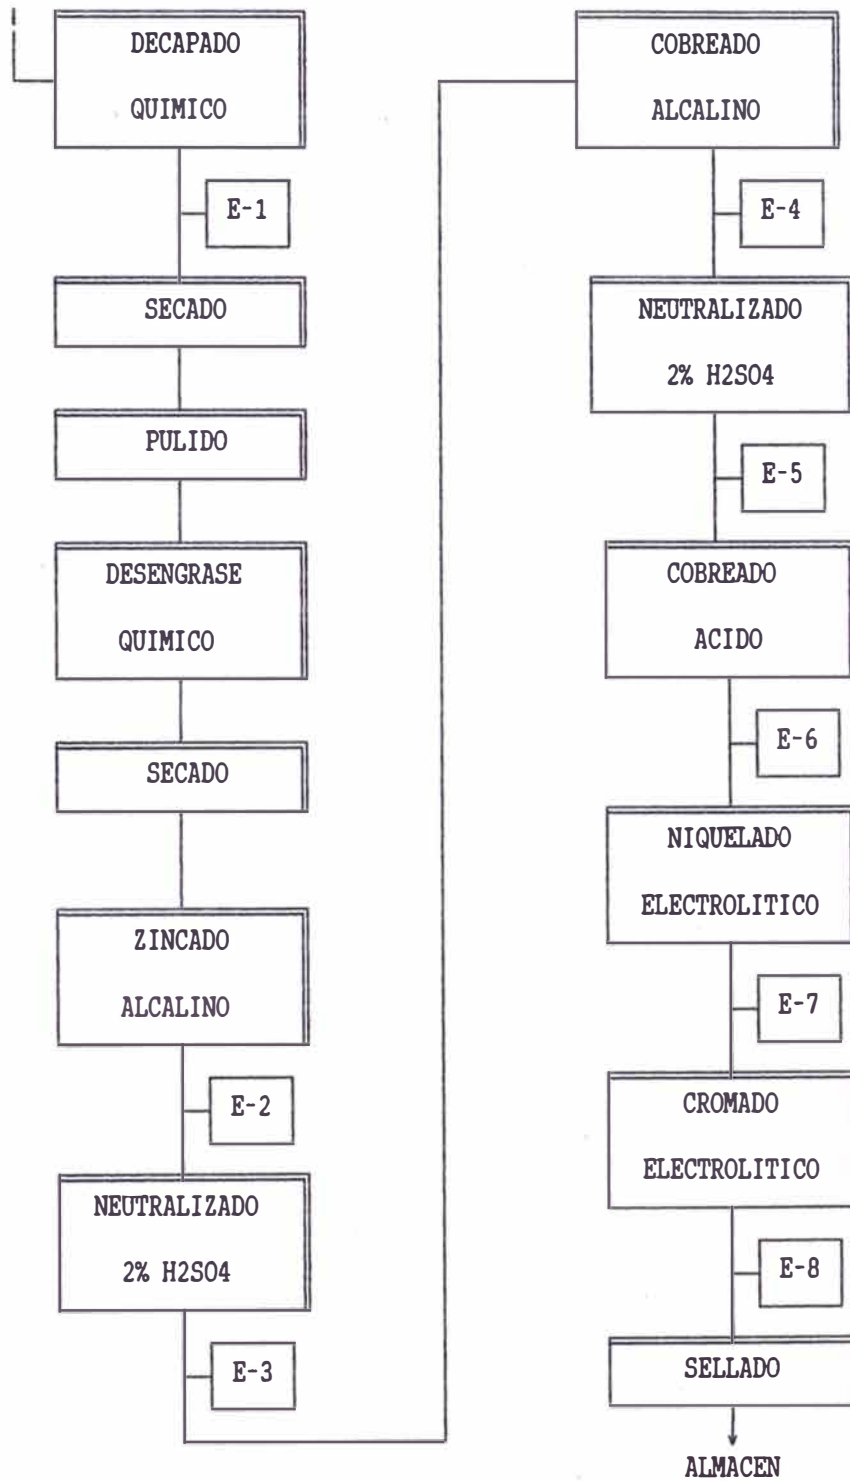 DECAPADO
QUIMICO
E-1
SECADO
PULIDO
DESENGRASE
QUIMICO
SECADO
ZINCADO
ALCALINO
E-2
NEUTRALIZADO
2% H2SO4
E-3
COBREADO
ALCALINO
E-4
NEUTRALIZADO
2% H2SO4
E-5
COBREADO
ACIDO
E-6
NIQUELADO
ELECTROLITICO
E-7
CROMADO
ELECTROLITICO
E-8
SELLADO
ALMACEN